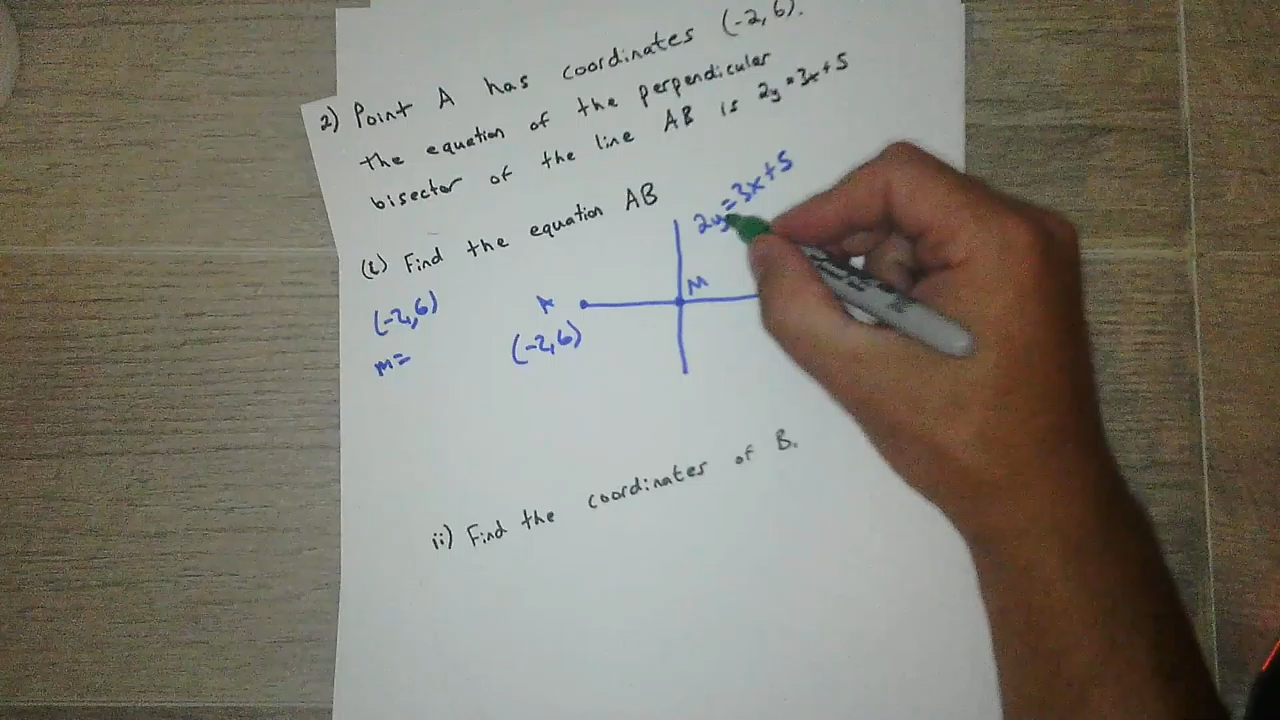 2) Point A has coordinates (-2, 6).
the equation of the perpendicular
bisector of the line AB is 2y = 3x + 5
(i) Find the equation AB
2y = 3x + 5
(-2,6)
m=
A
M
(-2,6)
ii) Find the coordinates of B.